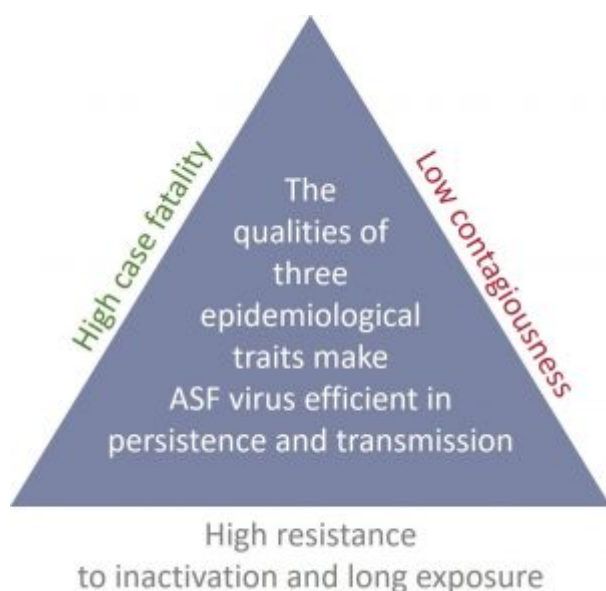 High case fatality
Low contagiousness
The
qualities of
three
epidemiological
traits make
ASF virus efficient in
persistence and transmission
High resistance
to inactivation and long exposure